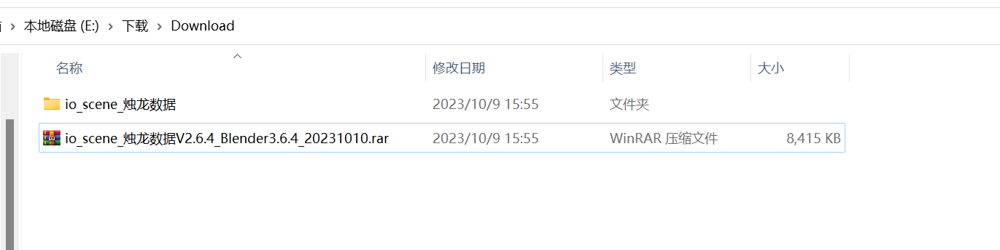 本地磁盘 (E:) › 下载 › Download
名称 修改日期 类型 大小
io_scene_烛龙数据 2023/10/9 15:55 文件夹
io_scene_烛龙数据V2.6.4_Blender3.6.4_20231010.rar 2023/10/9 15:55 WinRAR 压缩文件 8,415 KB